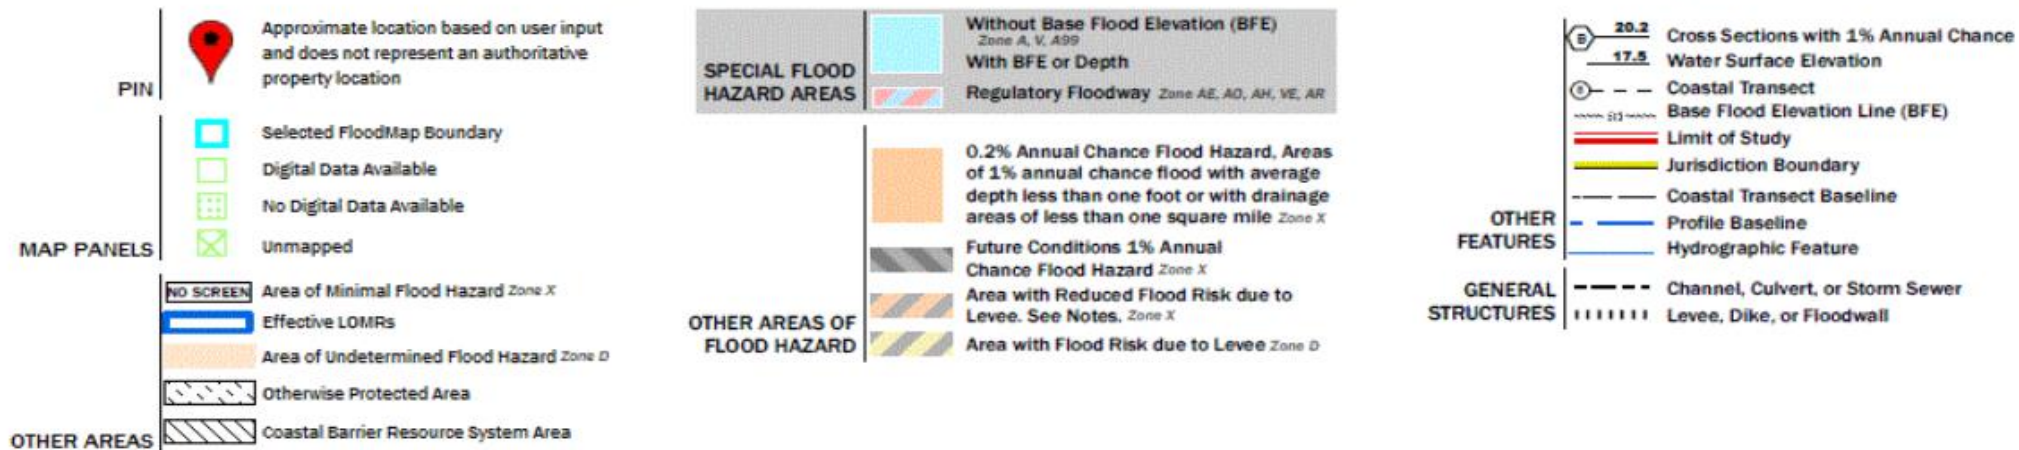 PIN
Approximate location based on user input
and does not represent an authoritative
property location
MAP PANELS
Selected FloodMap Boundary
Digital Data Available
No Digital Data Available
Unmapped
OTHER AREAS
NO SCREEN Area of Minimal Flood Hazard Zone X
Effective LOMRs
Area of Undetermined Flood Hazard Zone D
Otherwise Protected Area
Coastal Barrier Resource System Area
SPECIAL FLOOD
HAZARD AREAS
Without Base Flood Elevation (BFE)
Zone A, V, A99
With BFE or Depth
Regulatory Floodway Zone AE, AO, AH, VE, AR
OTHER AREAS OF
FLOOD HAZARD
0.2% Annual Chance Flood Hazard, Areas
of 1% annual chance flood with average
depth less than one foot or with drainage
areas of less than one square mile Zone X
Future Conditions 1% Annual
Chance Flood Hazard Zone X
Area with Reduced Flood Risk due to
Levee. See Notes. Zone X
Area with Flood Risk due to Levee Zone D
OTHER
FEATURES
B 20.2 Cross Sections with 1% Annual Chance
17.5 Water Surface Elevation
Coastal Transect
Base Flood Elevation Line (BFE)
Limit of Study
Jurisdiction Boundary
Coastal Transect Baseline
Profile Baseline
Hydrographic Feature
GENERAL
STRUCTURES
Channel, Culvert, or Storm Sewer
Levee, Dike, or Floodwall